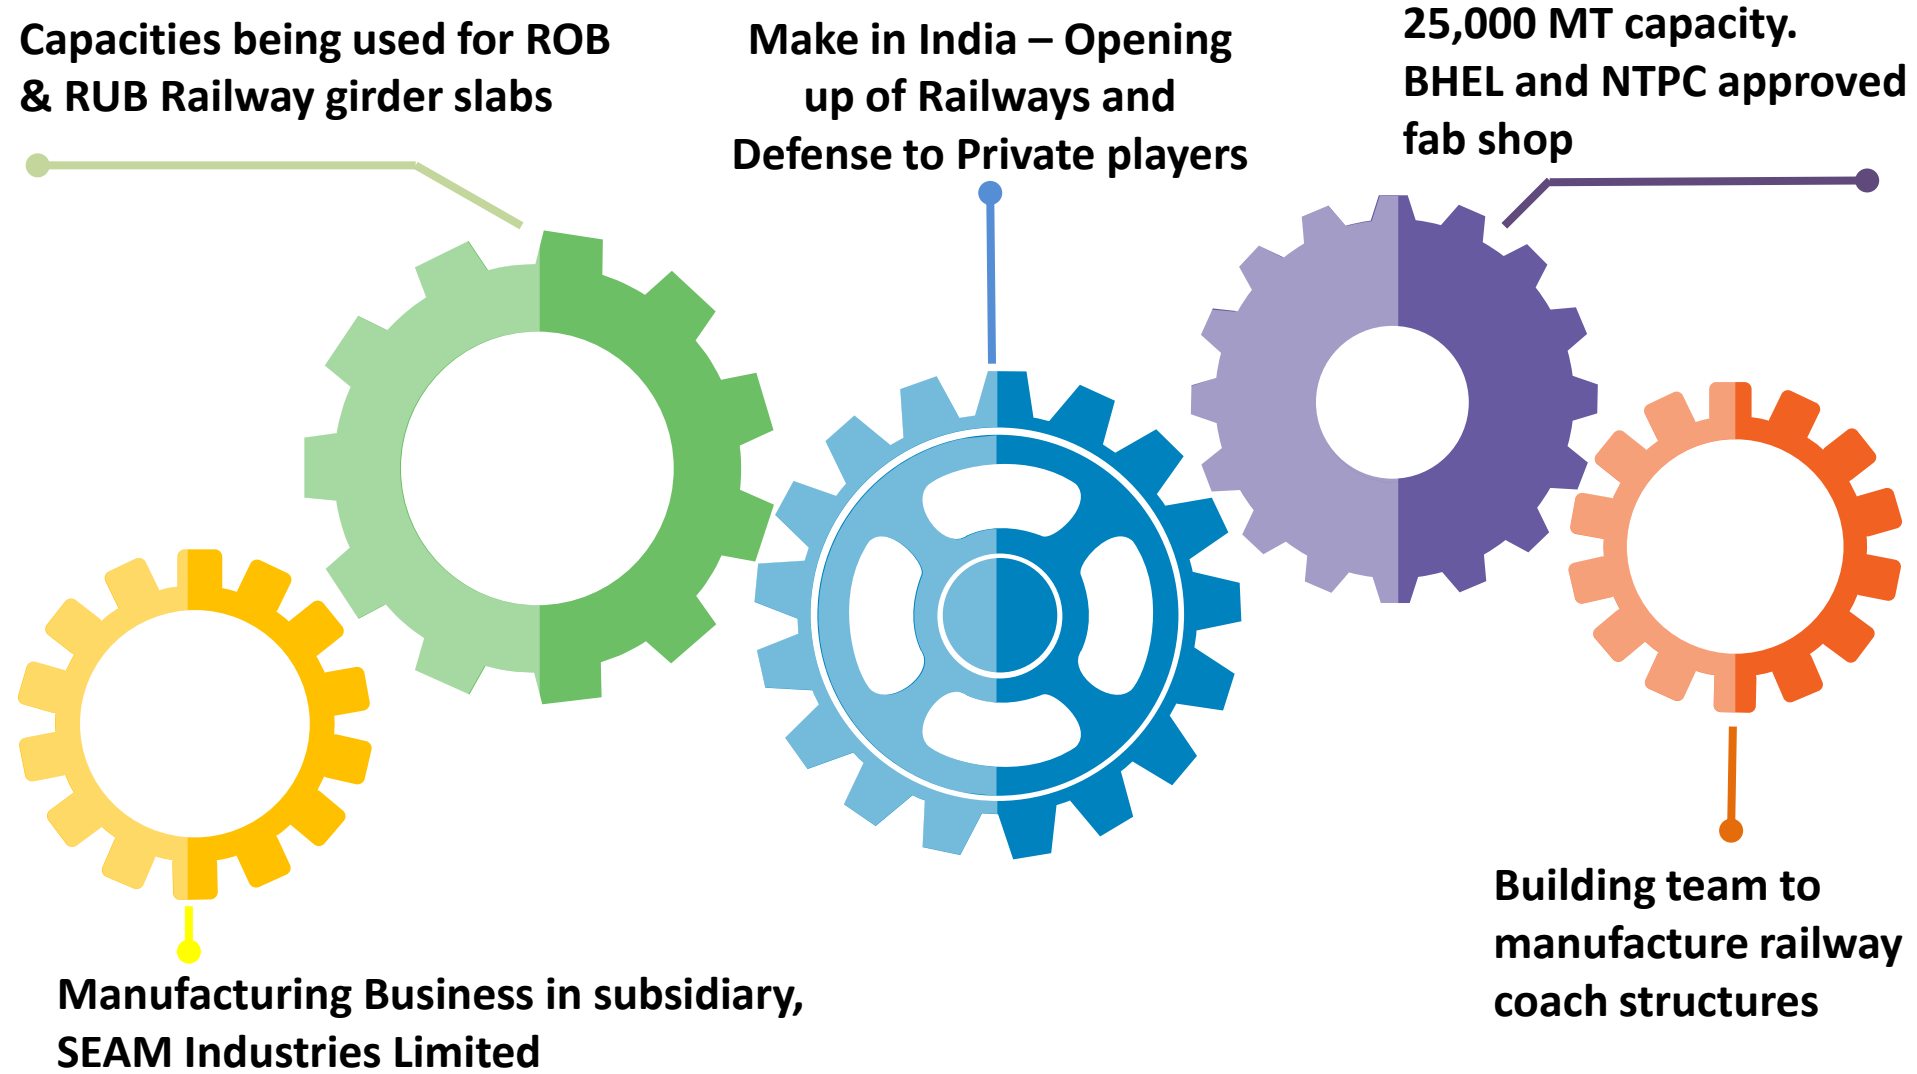 Capacities being used for ROB
& RUB Railway girder slabs
Make in India – Opening
up of Railways and
Defense to Private players
25,000 MT capacity.
BHEL and NTPC approved
fab shop
Manufacturing Business in subsidiary,
SEAM Industries Limited
Building team to
manufacture railway
coach structures